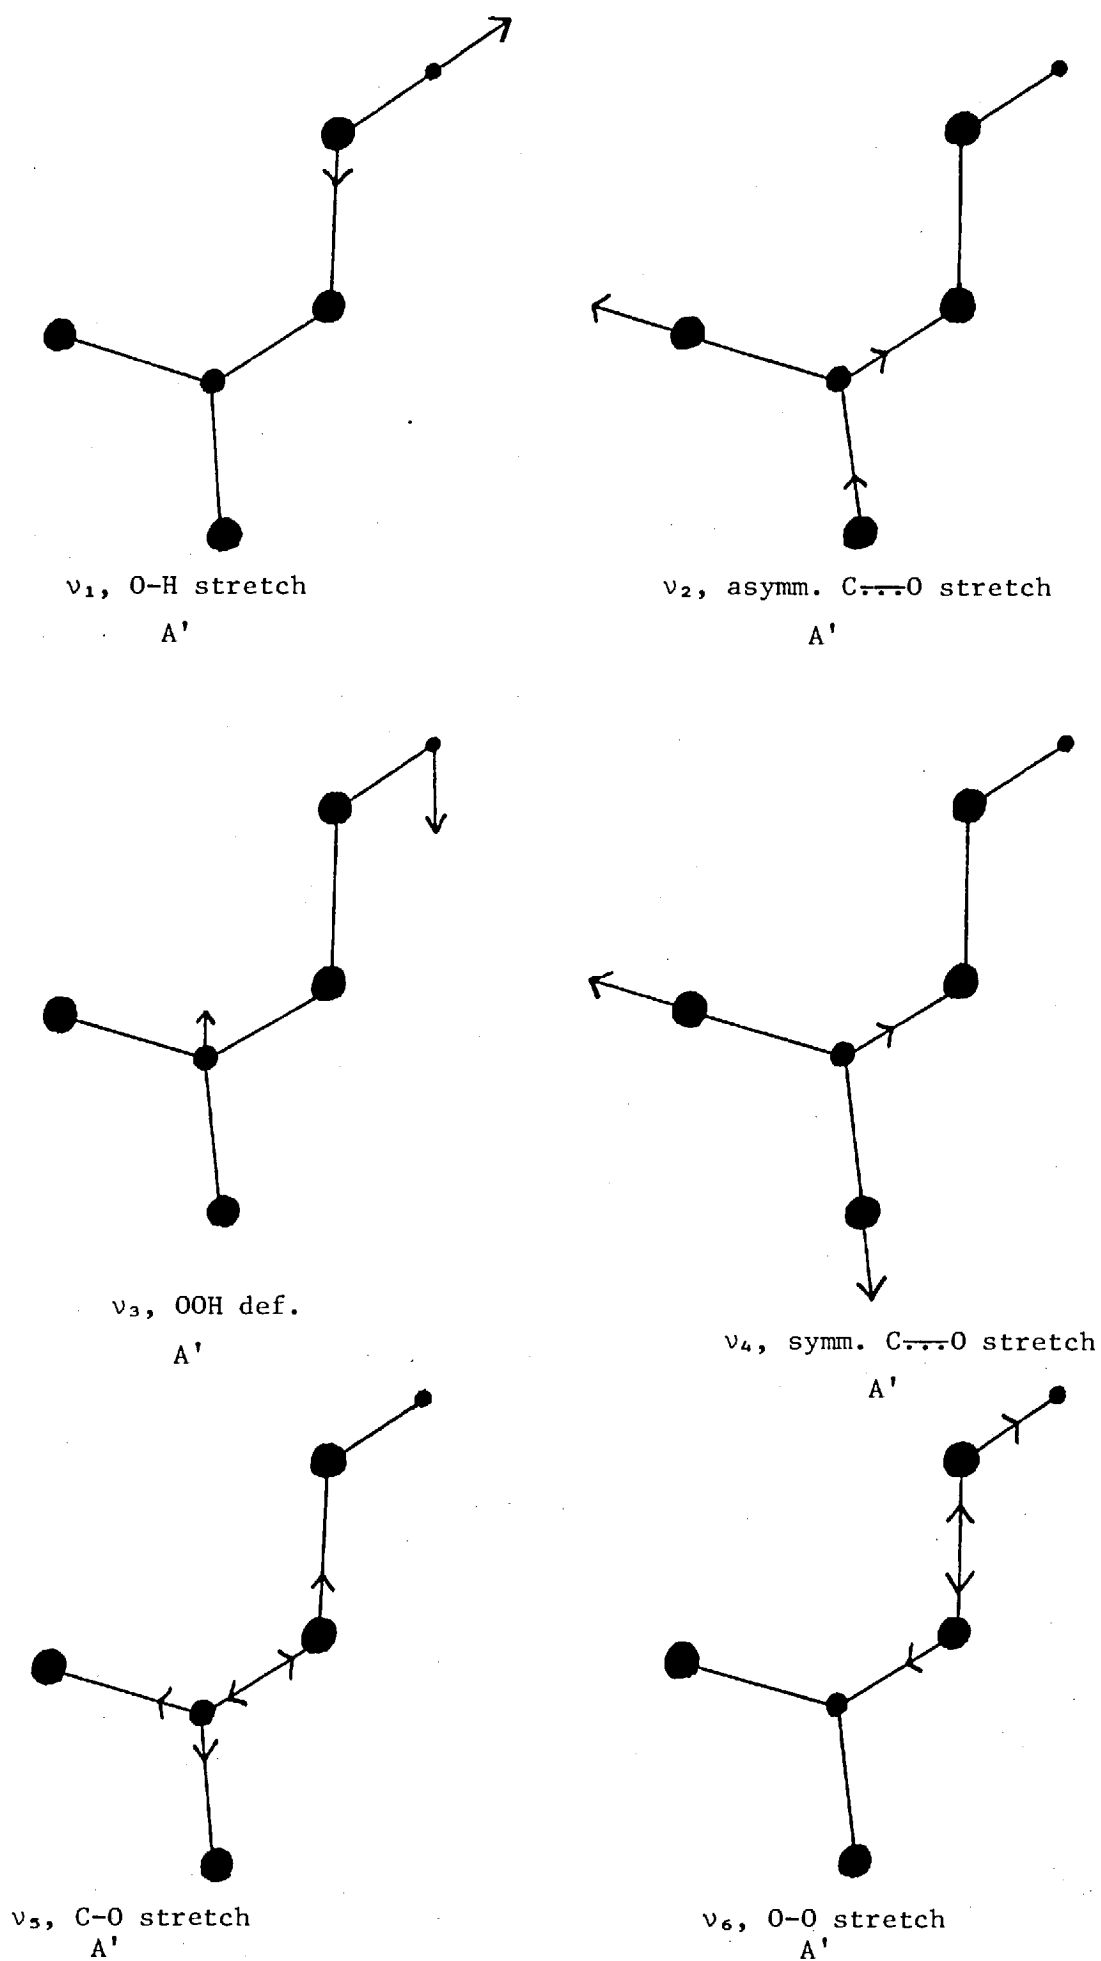 ν₁, O-H stretch
A'
ν₂, asymm. C-̶.̶.̶.̶-O stretch
A'
ν₃, OOH def.
A'
ν₄, symm. C-̶.̶.̶.̶-O stretch
A'
ν₅, C-O stretch
A'
ν₆, O-O stretch
A'